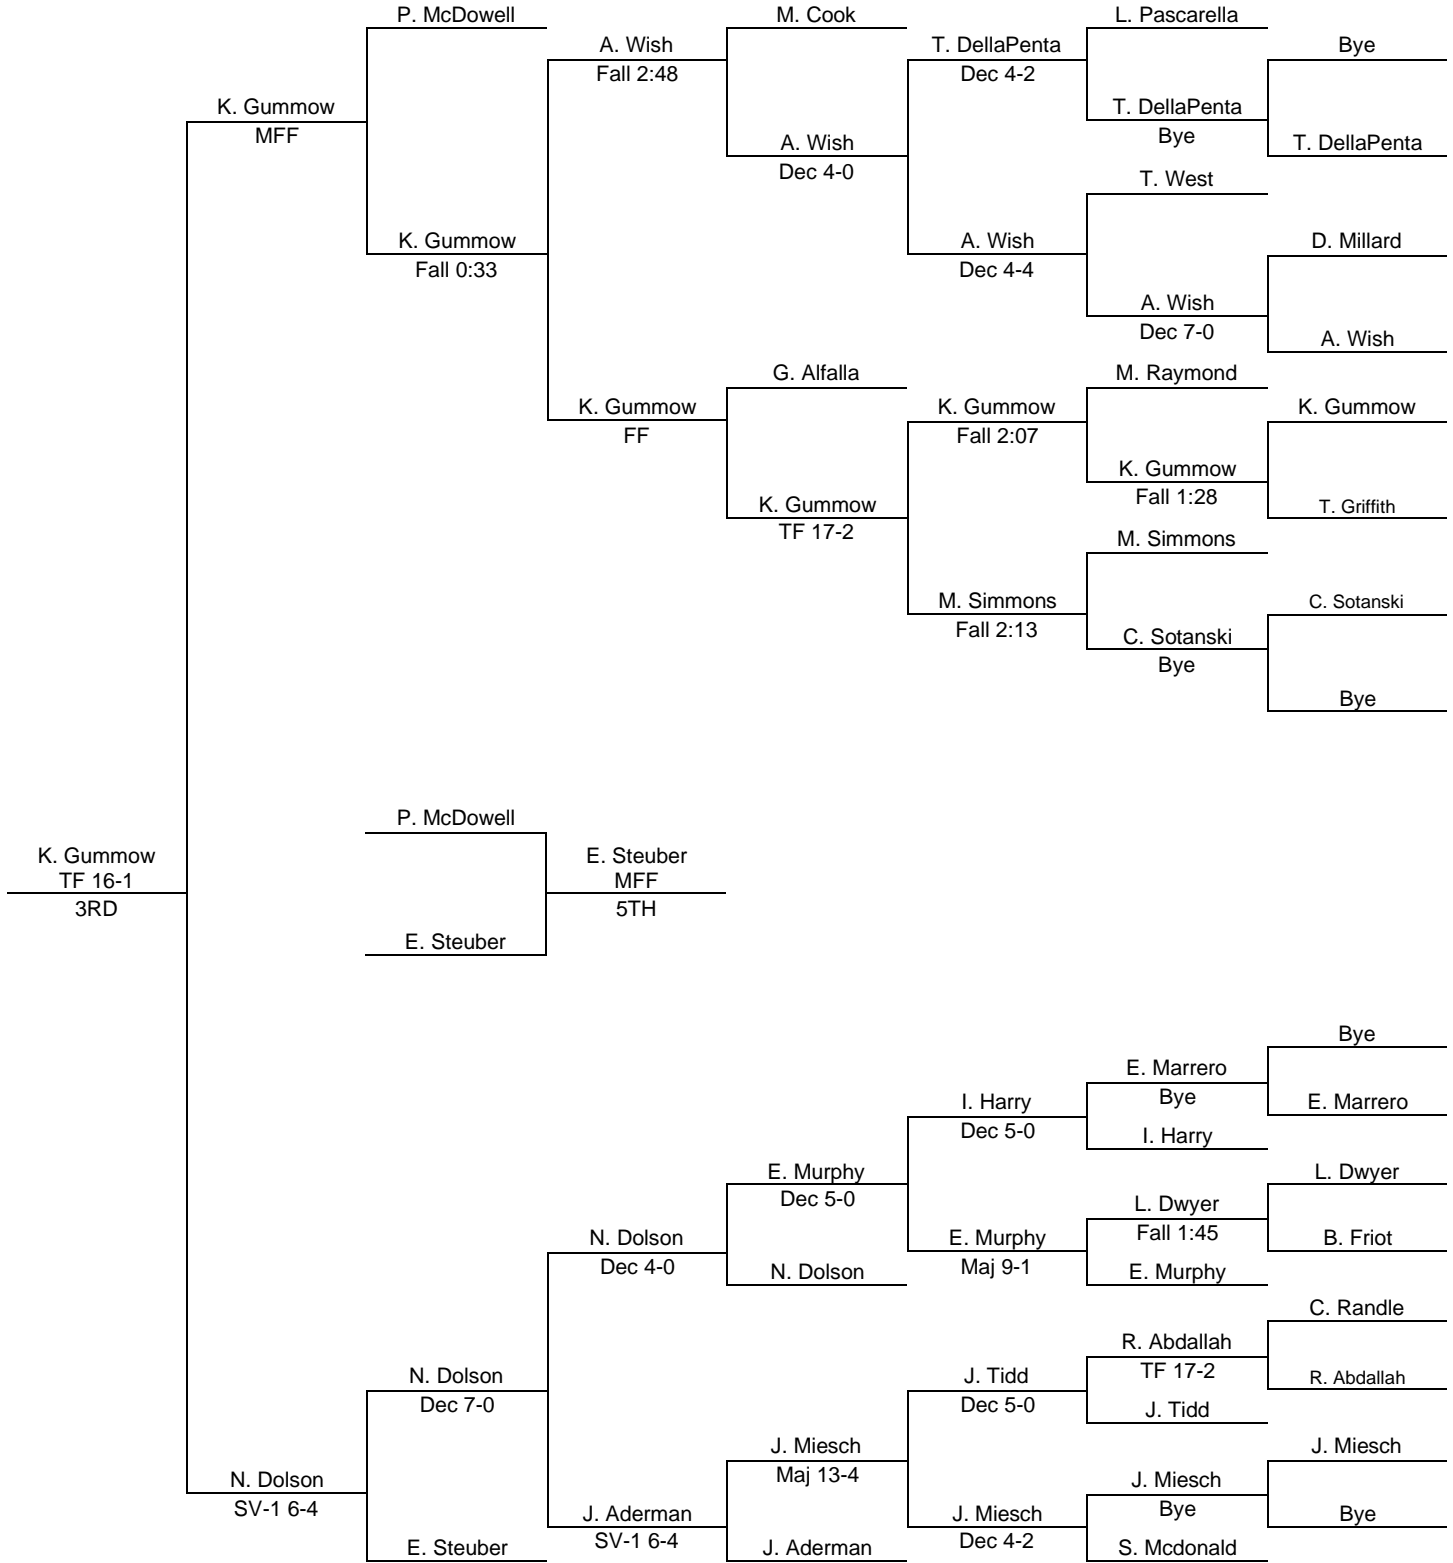 P. McDowell
M. Cook
L. Pascarella
A. Wish
Fall 2:48
T. DellaPenta
Dec 4-2
Bye
K. Gummow
MFF
A. Wish
Dec 4-0
T. DellaPenta
Bye
T. DellaPenta
T. West
K. Gummow
Fall 0:33
A. Wish
Dec 4-4
D. Millard
A. Wish
Dec 7-0
A. Wish
G. Alfalla
M. Raymond
K. Gummow
FF
K. Gummow
Fall 2:07
K. Gummow
K. Gummow
Fall 1:28
K. Gummow
TF 17-2
T. Griffith
M. Simmons
M. Simmons
Fall 2:13
C. Sotanski
C. Sotanski
Bye
Bye
P. McDowell
K. Gummow
TF 16-1
3RD
E. Steuber
MFF
5TH
E. Steuber
Bye
E. Marrero
Bye
I. Harry
Dec 5-0
E. Marrero
I. Harry
E. Murphy
Dec 5-0
L. Dwyer
L. Dwyer
Fall 1:45
N. Dolson
Dec 4-0
E. Murphy
Maj 9-1
B. Friot
N. Dolson
E. Murphy
C. Randle
R. Abdallah
TF 17-2
N. Dolson
Dec 7-0
J. Tidd
Dec 5-0
R. Abdallah
J. Tidd
J. Miesch
Maj 13-4
J. Miesch
N. Dolson
SV-1 6-4
J. Miesch
Bye
J. Aderman
SV-1 6-4
J. Miesch
Dec 4-2
Bye
E. Steuber
J. Aderman
S. Mcdonald